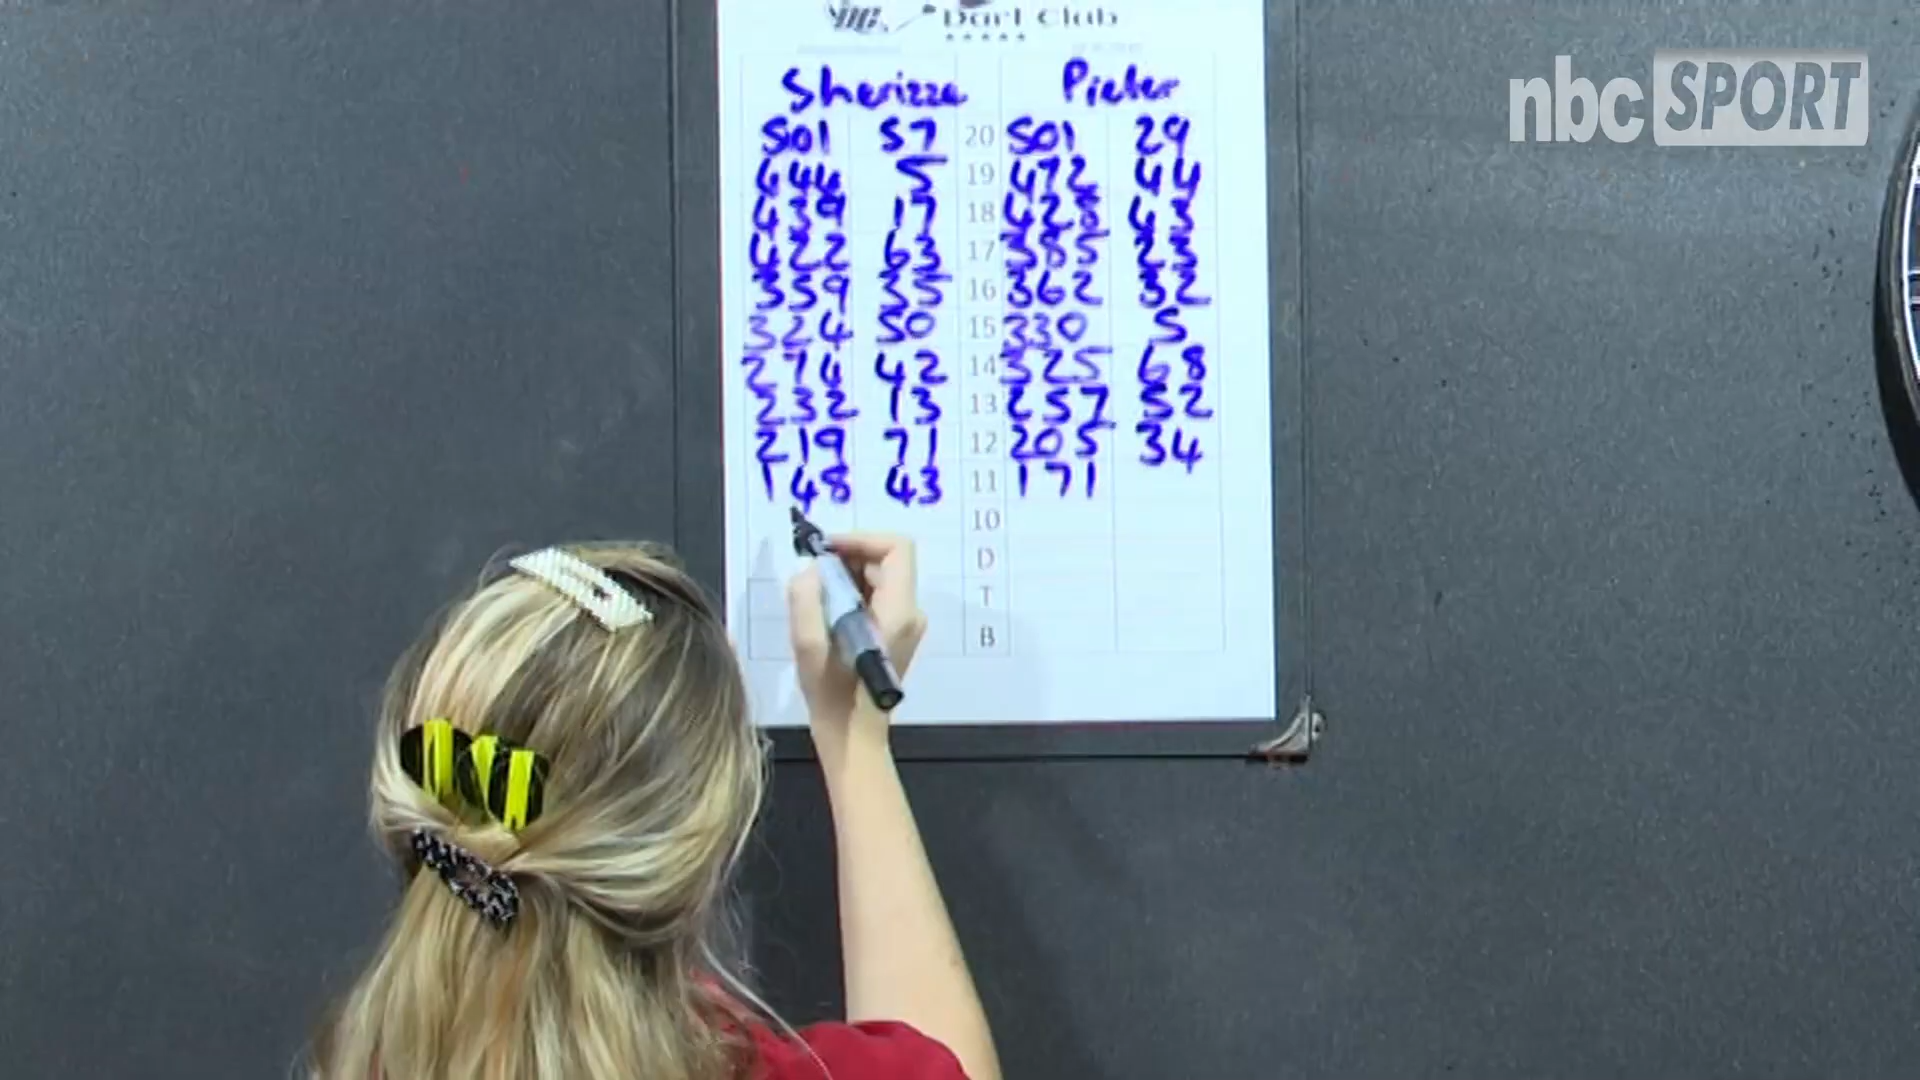 Dart Club
nbc SPORT
Sherizza Pieter
501 57 20 501 29
444 5 19 472 44
439 17 18 428 43
422 63 17 385 23
359 35 16 362 32
324 50 15 330 5
274 42 14 325 68
232 13 13 257 52
219 71 12 205 34
148 43 11 171
10
D
T
B